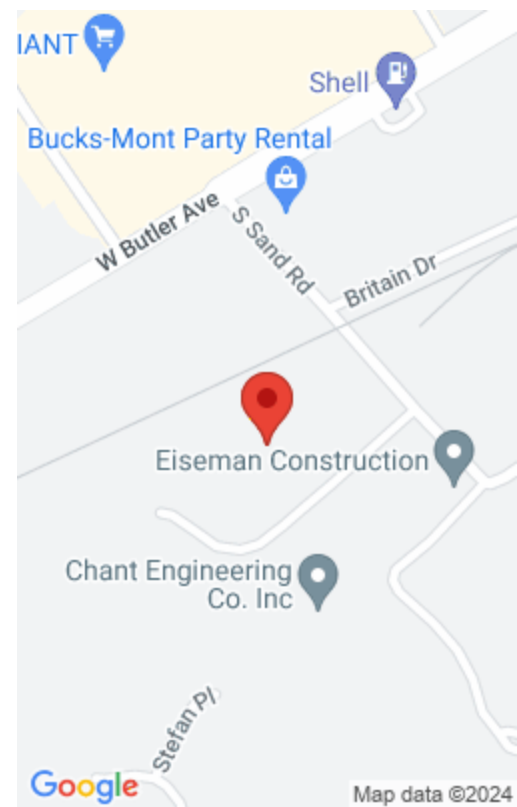 IANT
Shell
Bucks-Mont Party Rental
W Butler Ave
S Sand Rd
Britain Dr
Eiseman Construction
Chant Engineering
Co. Inc
Stefan Pl
Google
Map data ©2024